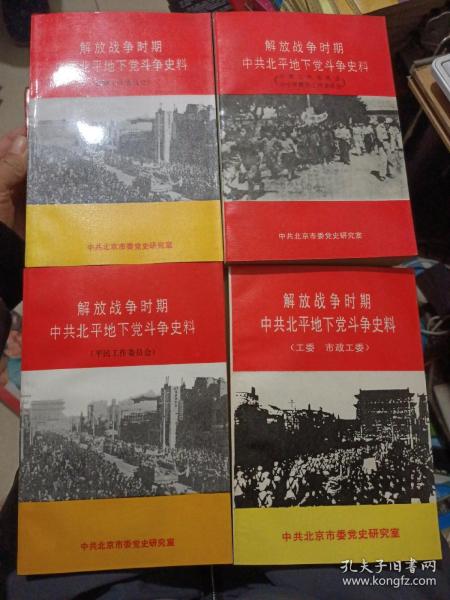 解放战争时期
中共北平地下党斗争史料
中共北京市委党史研究室
解放战争时期
中共北平地下党斗争史料
中共北京市委党史研究室
解放战争时期
中共北平地下党斗争史料
（平民工作委员会）
中共北京市委党史研究室
解放战争时期
中共北平地下党斗争史料
（工委 市政工委）
中共北京市委党史研究室
孔夫子旧书网
www.kongfz.com